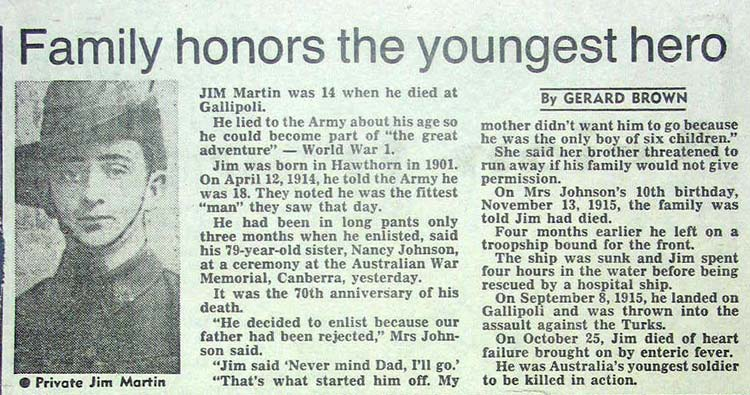 Family honors the youngest hero
JIM Martin was 14 when he died at
Gallipoli.
He lied to the Army about his age so
he could become part of "the great
adventure" — World War 1.
Jim was born in Hawthorn in 1901.
On April 12, 1914, he told the Army he
was 18. They noted he was the fittest
"man" they saw that day.
He had been in long pants only
three months when he enlisted, said
his 79-year-old sister, Nancy Johnson,
at a ceremony at the Australian War
Memorial, Canberra, yesterday.
It was the 70th anniversary of his
death.
"He decided to enlist because our
father had been rejected," Mrs John-
son said.
"Jim said 'Never mind Dad, I'll go.'
"That's what started him off. My
By GERARD BROWN
mother didn't want him to go because
he was the only boy of six children."
She said her brother threatened to
run away if his family would not give
permission.
On Mrs Johnson's 10th birthday,
November 13, 1915, the family was
told Jim had died.
Four months earlier he left on a
troopship bound for the front.
The ship was sunk and Jim spent
four hours in the water before being
rescued by a hospital ship.
On September 8, 1915, he landed on
Gallipoli and was thrown into the
assault against the Turks.
On October 25, Jim died of heart
failure brought on by enteric fever.
He was Australia's youngest soldier
to be killed in action.
● Private Jim Martin